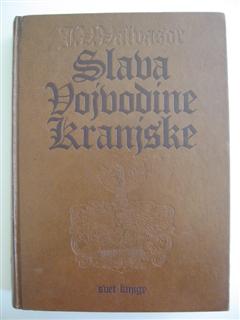 J. W. Valvasor
Slava
Vojvodine
Kranjske
svet knjige